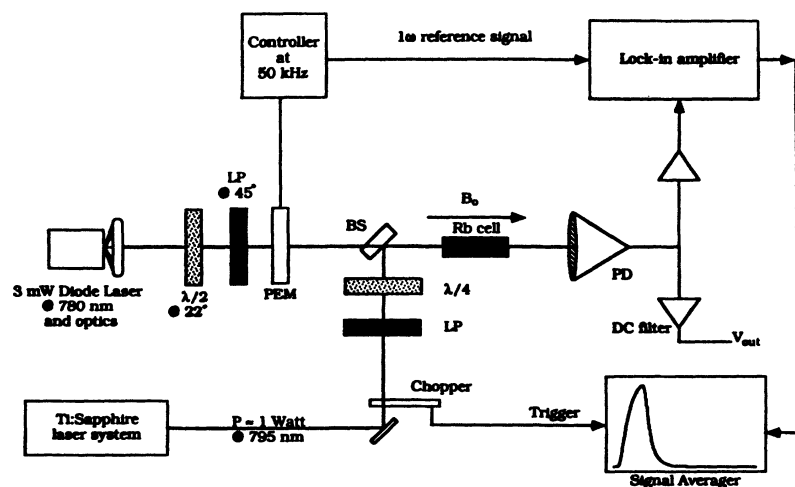 Controller
at
50 kHz
1ω reference signal
Lock-in amplifier
LP
@ 45°
BS
B₀
Rb cell
3 mW Diode Laser
@ 780 nm
and optics
λ/2
@ 22°
PEM
λ/4
PD
LP
DC filter
V_out
Chopper
Ti:Sapphire
laser system
P ≈ 1 Watt
@ 795 nm
Trigger
Signal Averager